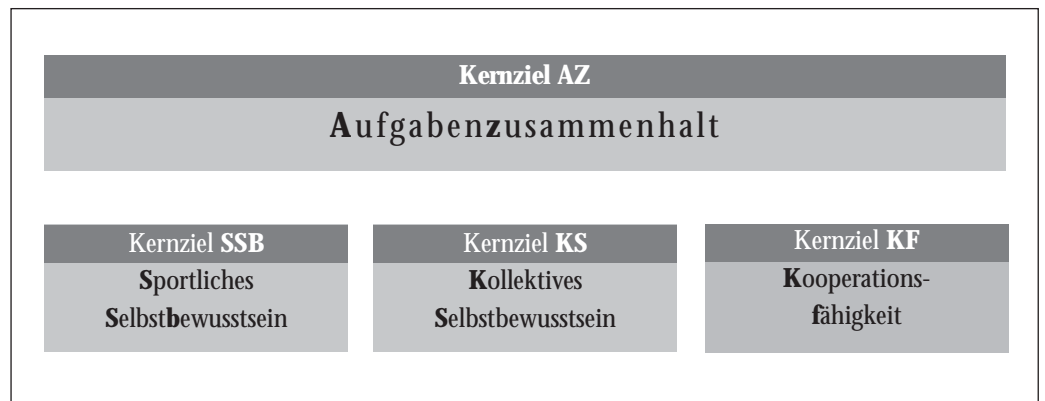 Kernziel AZ
Aufgabenzusammenhalt
Kernziel SSB
Sportliches
Selbstbewusstsein
Kernziel KS
Kollektives
Selbstbewusstsein
Kernziel KF
Kooperations-
fähigkeit